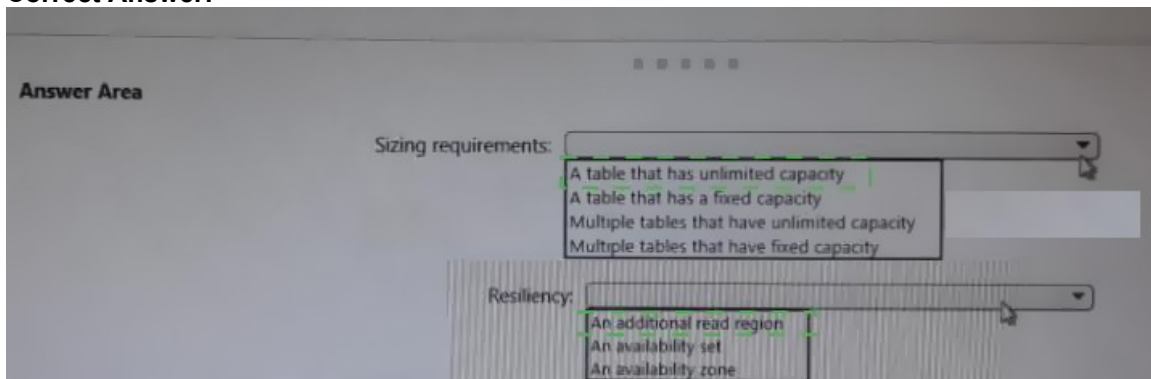 Correct Answer:
Answer Area
Sizing requirements:
A table that has unlimited capacity
A table that has a fixed capacity
Multiple tables that have unlimited capacity
Multiple tables that have fixed capacity
Resiliency:
An additional read region
An availability set
An availability zone